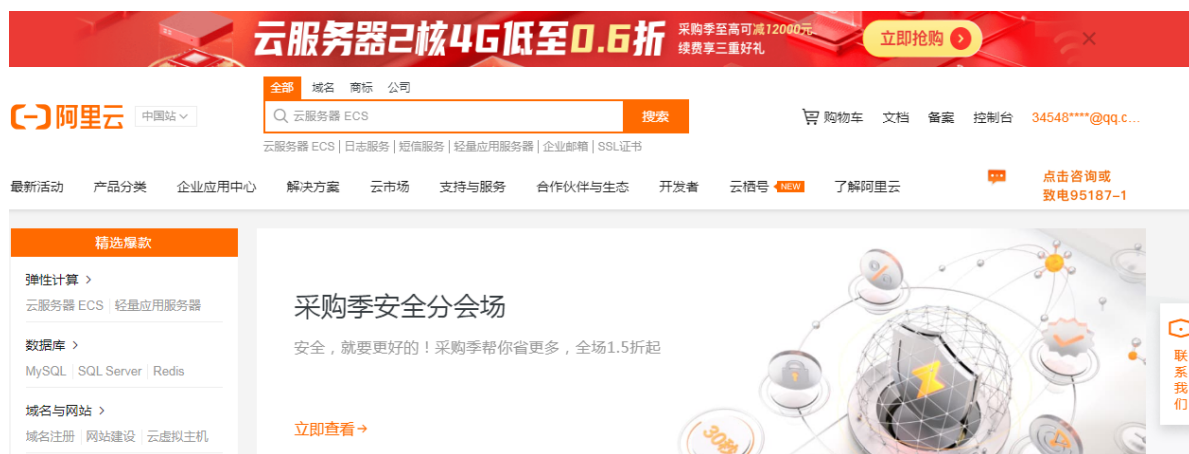 云服务器2核4G低至0.6折
采购季至高可减12000元
续费享三重好礼
立即抢购
全部 域名 商标 公司
阿里云 中国站
云服务器 ECS 搜索
购物车 文档 备案 控制台 34548****@qq.c...
云服务器 ECS | 日志服务 | 短信服务 | 轻量应用服务器 | 企业邮箱 | SSL证书
最新活动 产品分类 企业应用中心 解决方案 云市场 支持与服务 合作伙伴与生态 开发者 云栖号 NEW 了解阿里云
点击咨询或
致电95187-1
精选爆款
弹性计算
云服务器 ECS | 轻量应用服务器
数据库
MySQL | SQL Server | Redis
域名与网站
域名注册 | 网站建设 | 云虚拟主机
采购季安全分会场
安全，就要更好的！采购季帮你省更多，全场1.5折起
立即查看
联
系
我
们